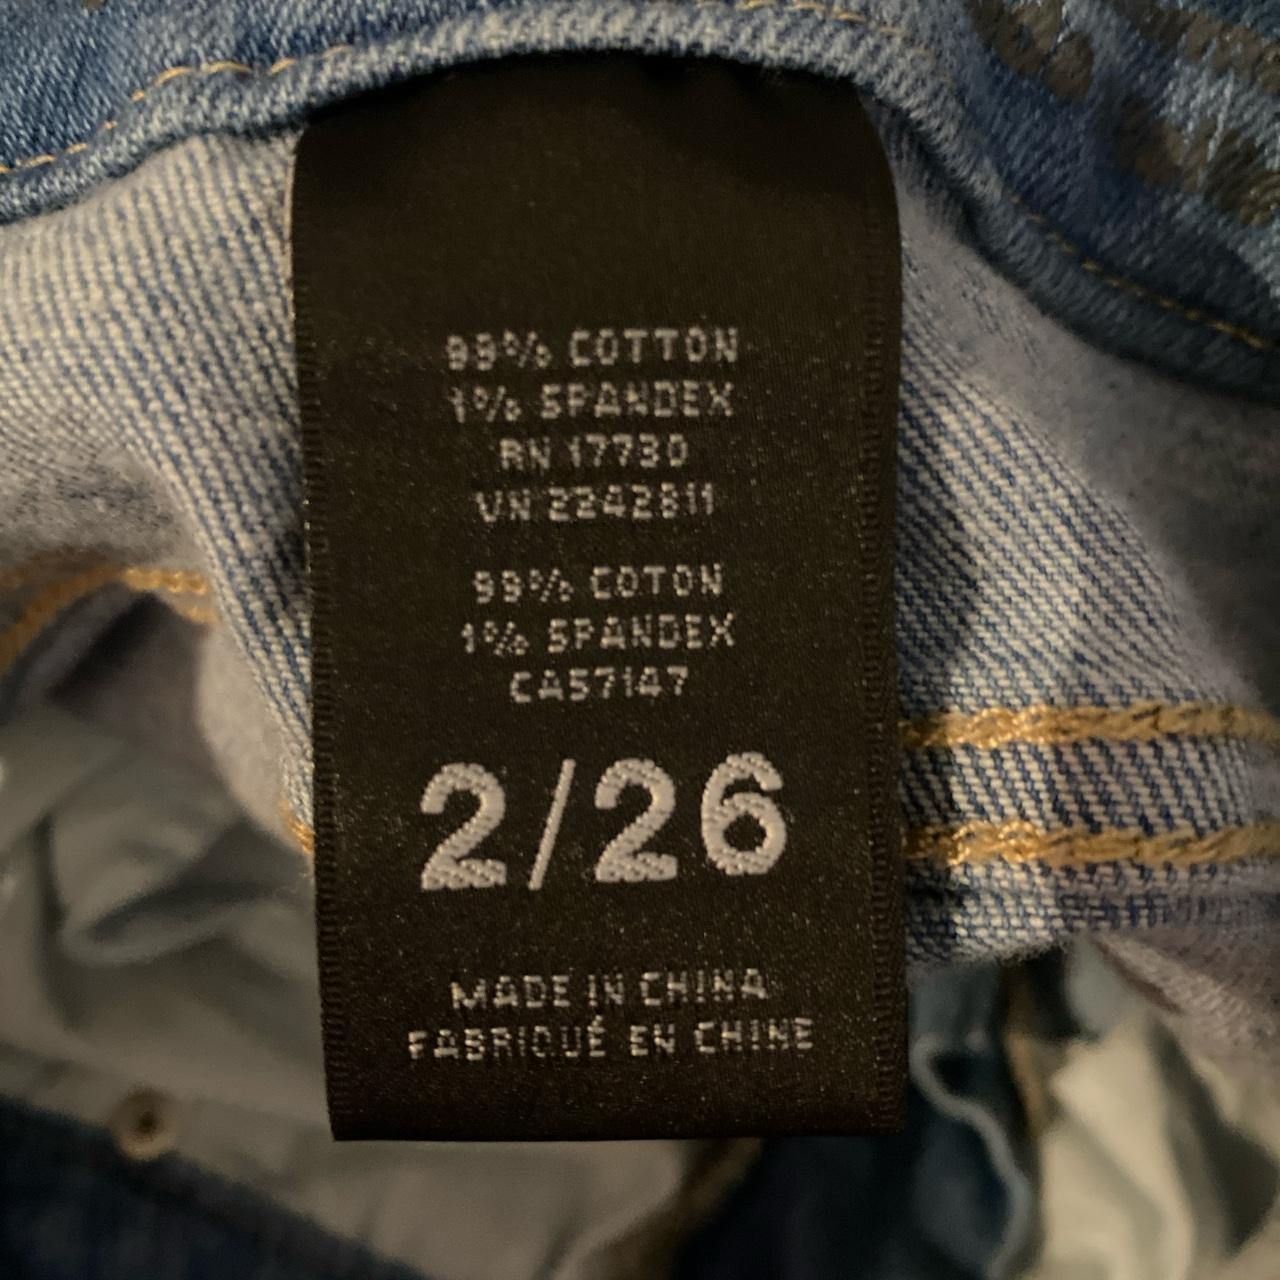 99% COTTON
1% SPANDEX
RN 17730
VN 2242811
99% COTON
1% SPANDEX
CA57147
2/26
MADE IN CHINA
FABRIQUÉ EN CHINE